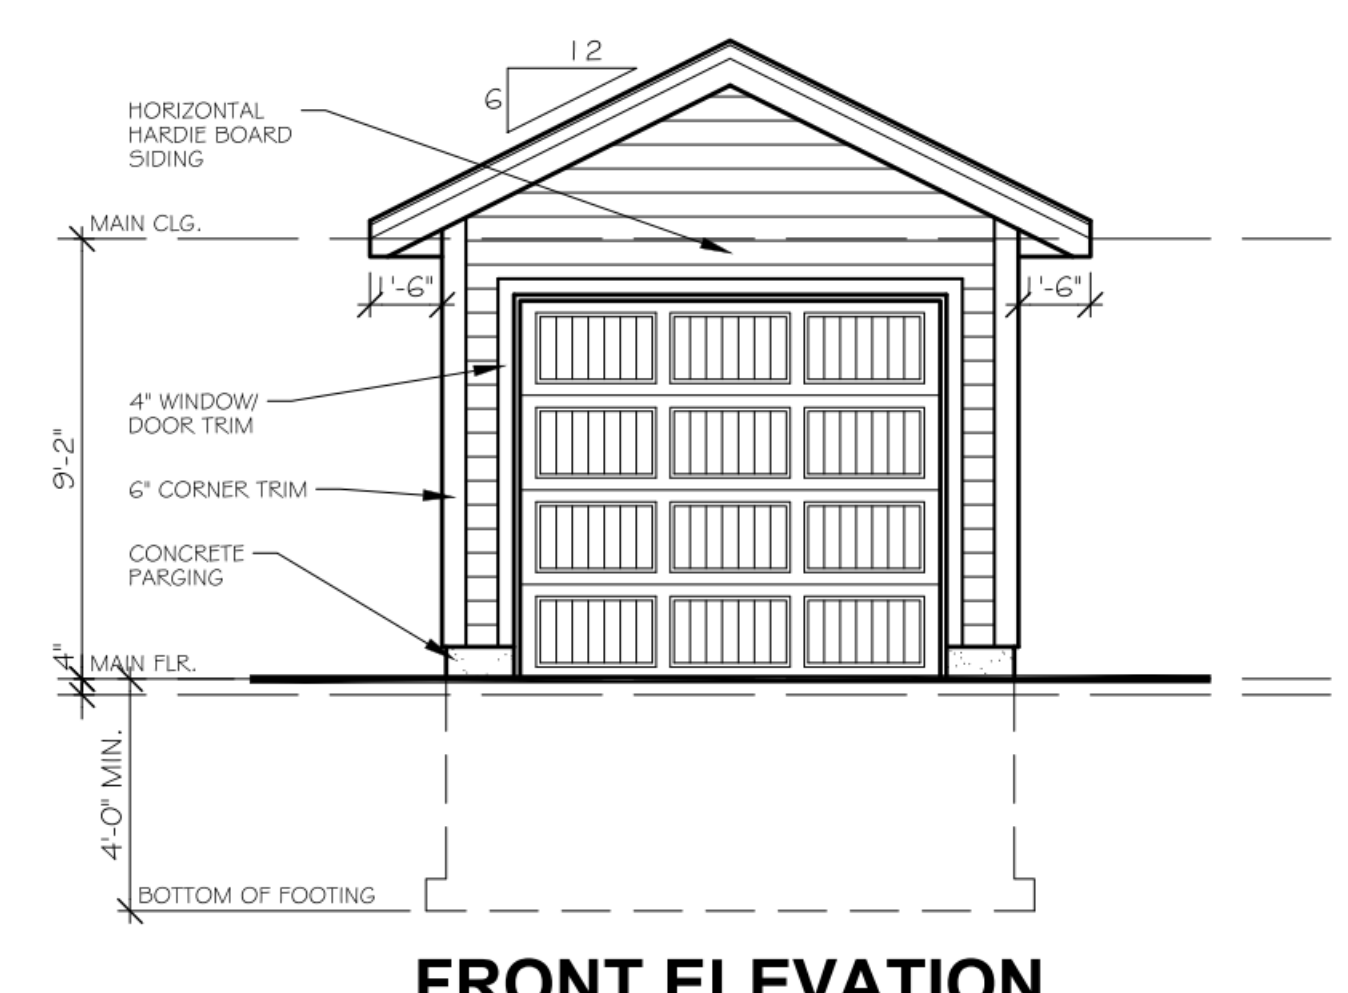 12
6
HORIZONTAL
HARDIE BOARD
SIDING
MAIN CLG.
1'-6"
1'-6"
4" WINDOW/
DOOR TRIM
9'-2"
6" CORNER TRIM
CONCRETE
PARGING
4"
MAIN FLR.
4'-0" MIN.
BOTTOM OF FOOTING
FRONT ELEVATION